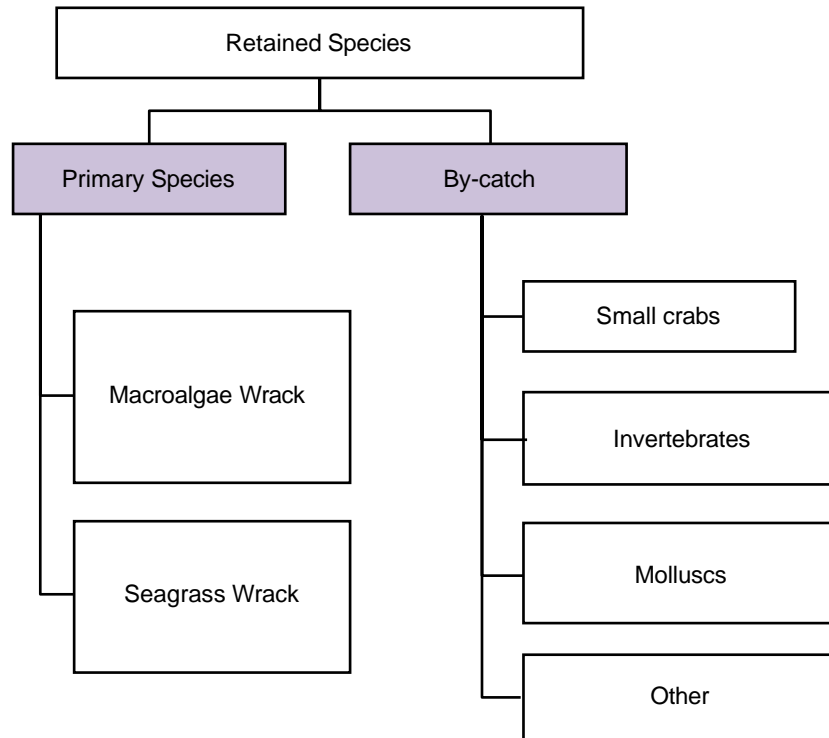 Retained Species
Primary Species
By-catch
Small crabs
Macroalgae Wrack
Invertebrates
Molluscs
Seagrass Wrack
Other